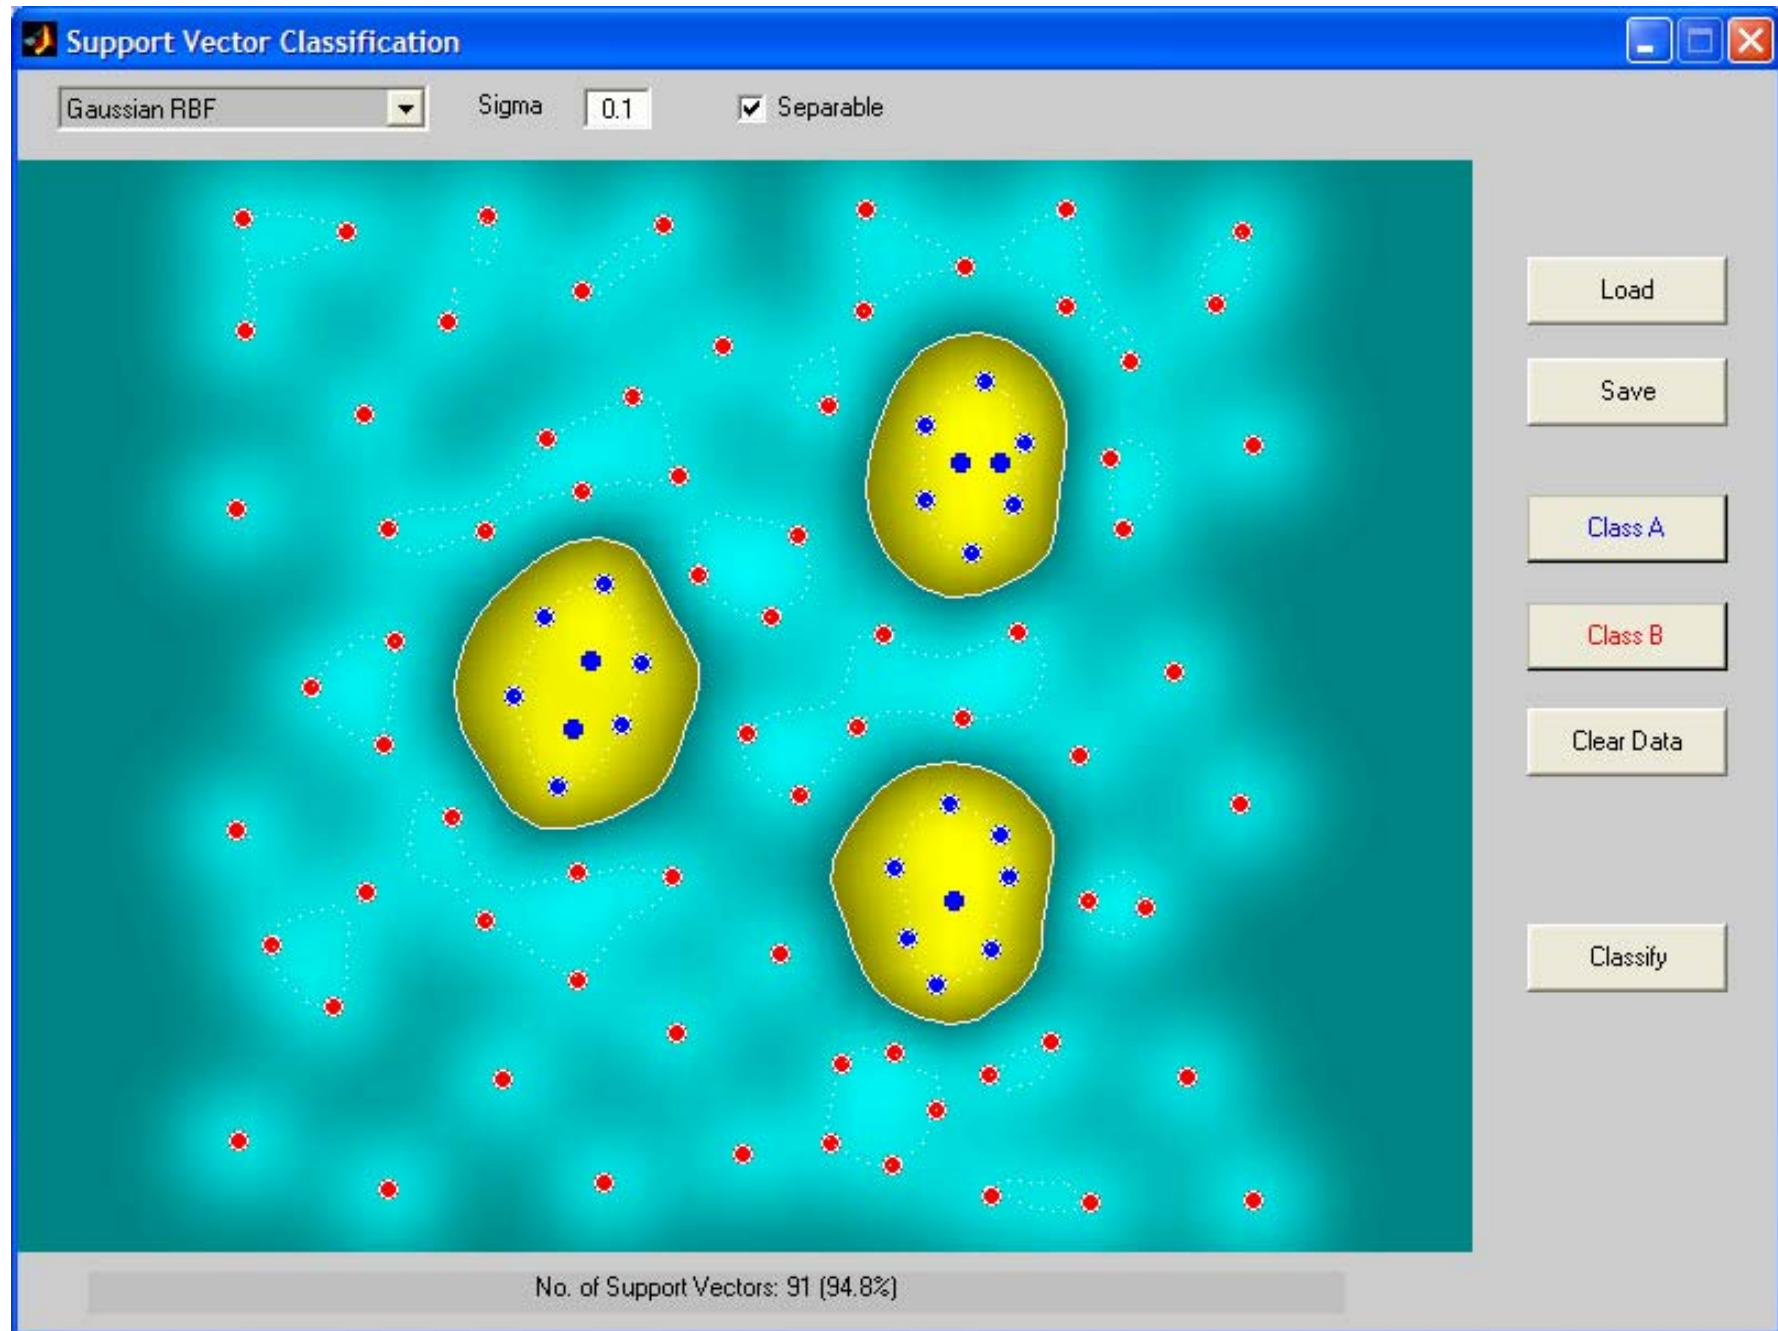 Support Vector Classification
Gaussian RBF Sigma 0.1 Separable
Load
Save
Class A
Class B
Clear Data
Classify
No. of Support Vectors: 91 (94.8%)